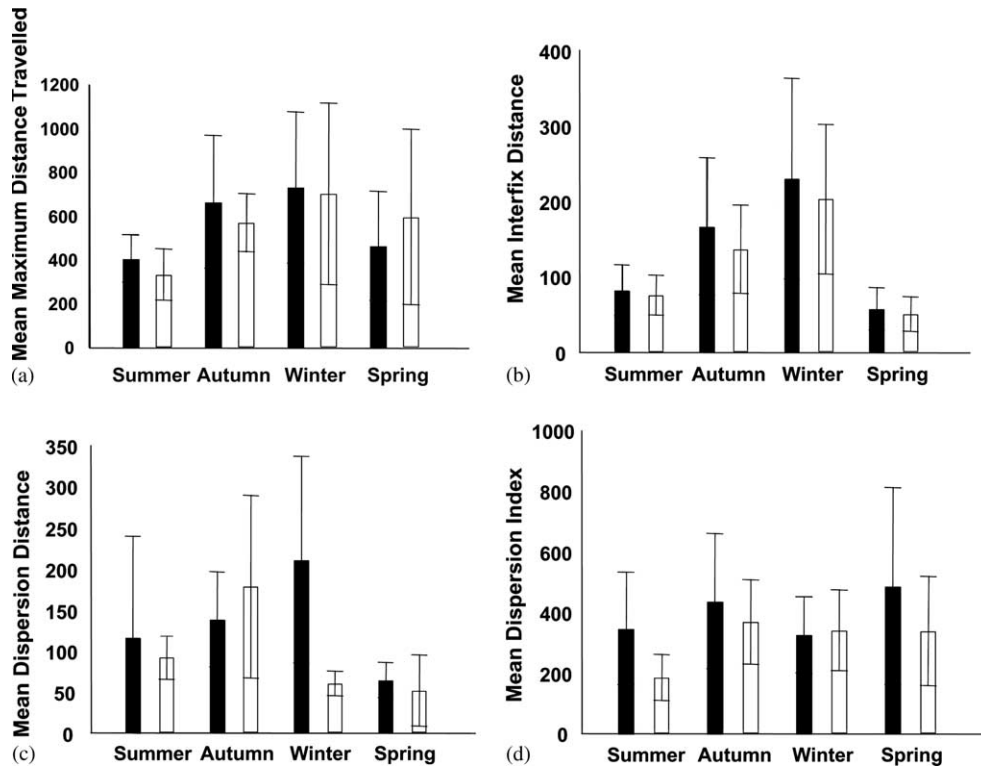 (a)
Mean Maximum Distance Travelled
1200
1000
800
600
400
200
0
Summer Autumn Winter Spring
(b)
Mean Interfix Distance
400
300
200
100
0
Summer Autumn Winter Spring
(c)
Mean Dispersion Distance
350
300
250
200
150
100
50
0
Summer Autumn Winter Spring
(d)
Mean Dispersion Index
1000
800
600
400
200
0
Summer Autumn Winter Spring